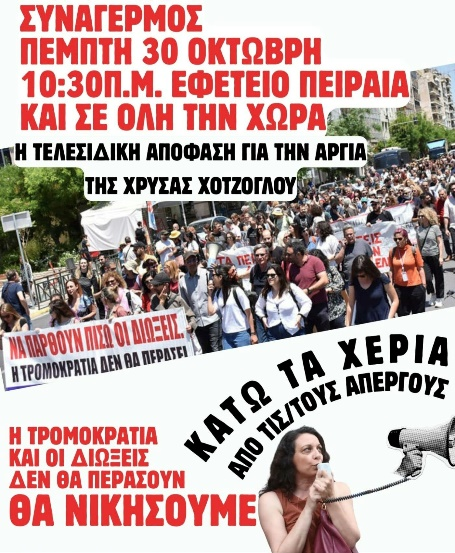 ΣΥΝΑΓΕΡΜΟΣ
ΠΕΜΠΤΗ 30 ΟΚΤΩΒΡΗ
10:30Π.Μ. ΕΦΕΤΕΙΟ ΠΕΙΡΑΙΑ
ΚΑΙ ΣΕ ΟΛΗ ΤΗΝ ΧΩΡΑ
Η ΤΕΛΕΣΙΔΙΚΗ ΑΠΟΦΑΣΗ ΓΙΑ ΤΗΝ ΑΡΓΙΑ
ΤΗΣ ΧΡΥΣΑΣ ΧΟΤΖΟΓΛΟΥ
ΝΑ ΠΑΡΘΟΥΝ ΠΙΣΩ ΟΙ ΔΙΩΞΕΙΣ.
Η ΤΡΟΜΟΚΡΑΤΙΑ ΔΕΝ ΘΑ ΠΕΡΑΣΕΙ
ΚΑΤΩ ΤΑ ΧΕΡΙΑ
ΑΠΟ ΤΙΣ/ΤΟΥΣ ΑΠΕΡΓΟΥΣ
Η ΤΡΟΜΟΚΡΑΤΙΑ
ΚΑΙ ΟΙ ΔΙΩΞΕΙΣ
ΔΕΝ ΘΑ ΠΕΡΑΣΟΥΝ
ΘΑ ΝΙΚΗΣΟΥΜΕ